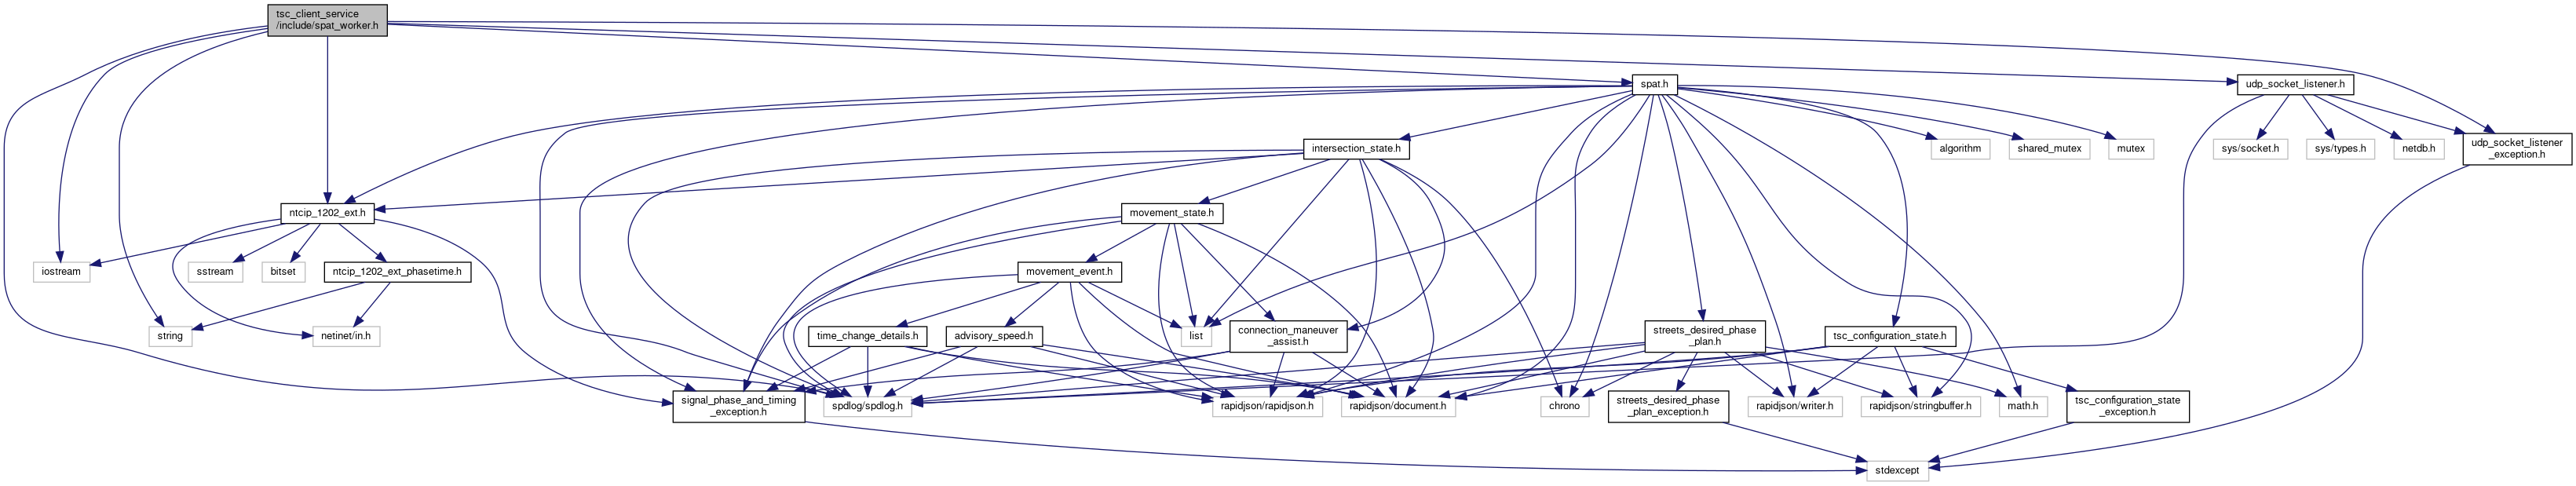 tsc_client_service
/include/spat_worker.h
spat.h
udp_socket_listener.h
intersection_state.h
algorithm
shared_mutex
mutex
sys/socket.h
sys/types.h
netdb.h
udp_socket_listener
_exception.h
ntcip_1202_ext.h
movement_state.h
iostream
sstream
bitset
ntcip_1202_ext_phasetime.h
movement_event.h
string
netinet/in.h
time_change_details.h
advisory_speed.h
list
connection_maneuver
_assist.h
streets_desired_phase
_plan.h
tsc_configuration_state.h
signal_phase_and_timing
_exception.h
spdlog/spdlog.h
rapidjson/rapidjson.h
rapidjson/document.h
chrono
streets_desired_phase
_plan_exception.h
rapidjson/writer.h
rapidjson/stringbuffer.h
math.h
tsc_configuration_state
_exception.h
stdexcept